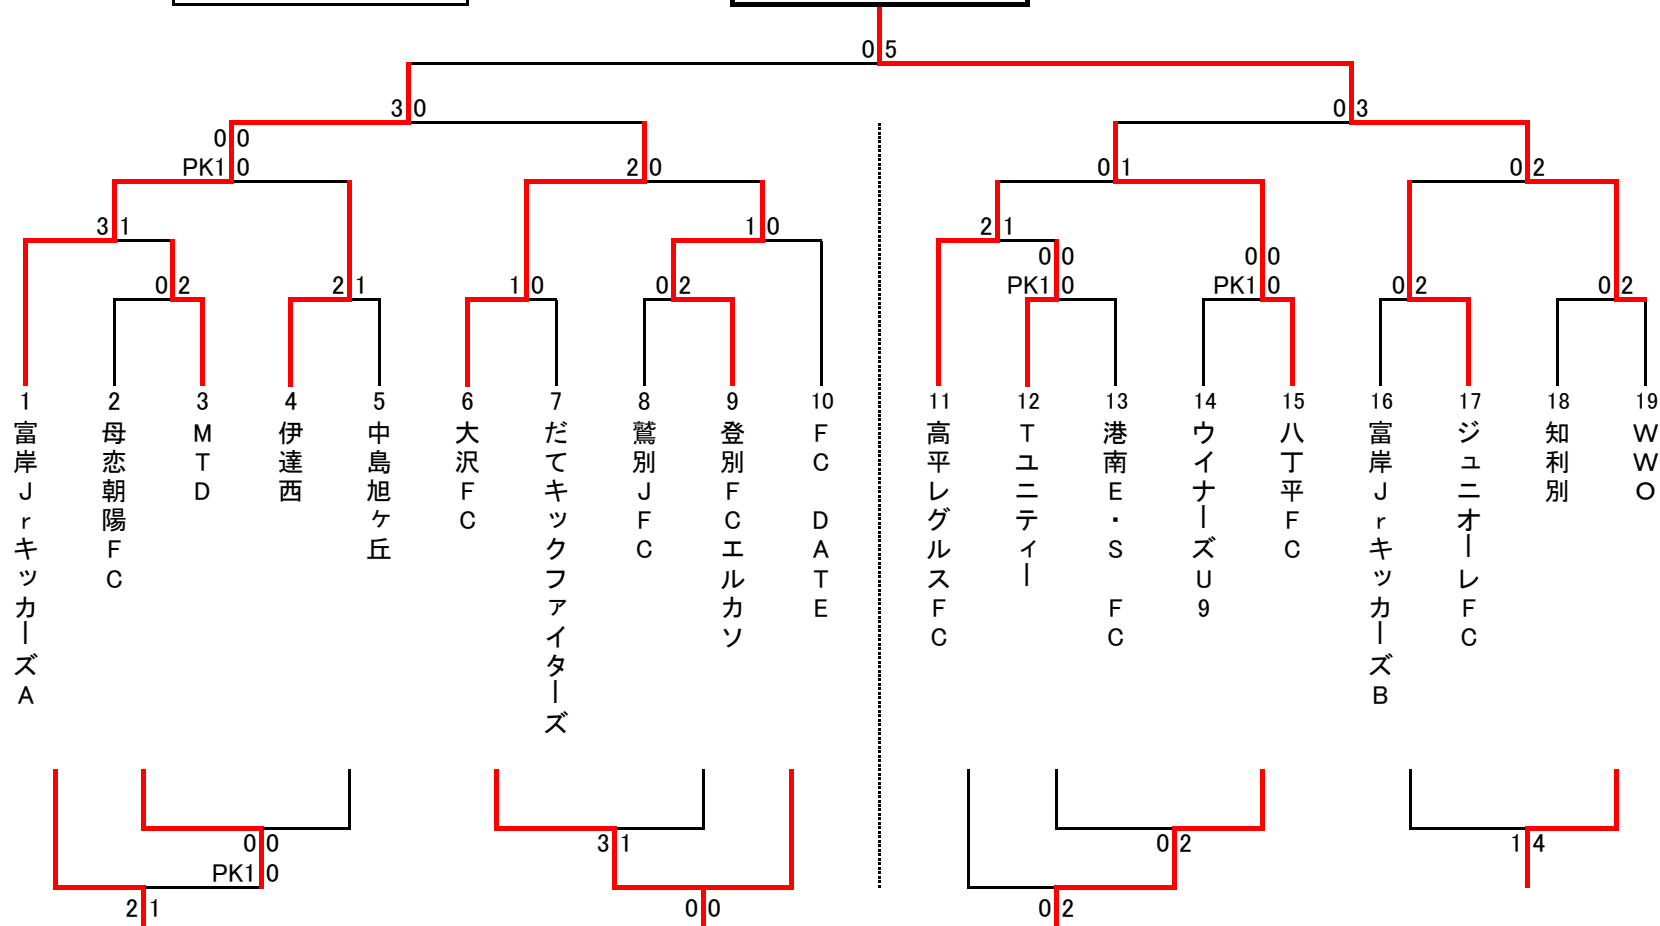 0 5
3 0
0 3
0 0
PK1 0
2 0
0 1
0 2
3 1
1 0
2 1
0 0
0 0
0 2
2 1
1 0
0 2
PK1 0
PK1 0
0 2
0 2
1 2 3 4 5 6 7 8 9 10 11 12 13 14 15 16 17 18 19
富岸JrキッカーズA
母恋朝陽FC
MTD
伊達西
中島旭ヶ丘
大沢FC
だてキックファイターズ
鷲別JFC
登別FCエルカソ
FC DATE
高平レグルスFC
Tユニティー
港南E・S FC
ウイナーズU9
八丁平FC
富岸JrキッカーズB
ジュニオーレFC
知利別
WWO
0 0
3 1
0 2
1 4
PK1 0
2 1
0 0
0 2